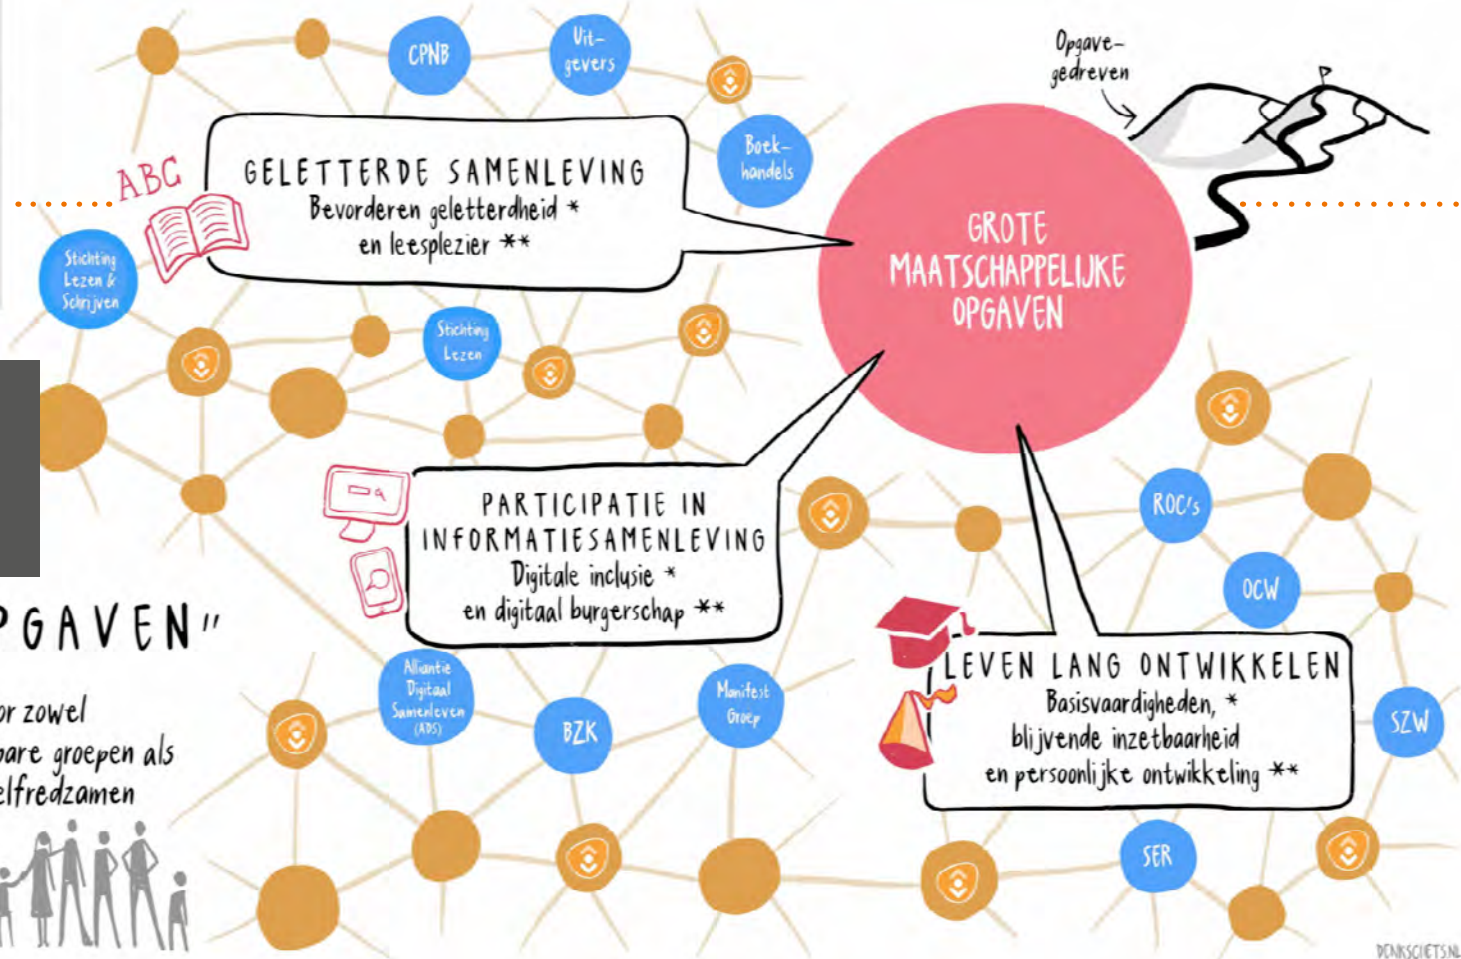 CPNB
Uit-
gevers
Opgave-
gedreven
Boek-
handels
ABC
GELETTERDE SAMENLEVING
Bevorderen geletterdheid *
en leesplezier **
Stichting
Lezen &
Schrijven
GROTE
MAATSCHAPPELIJKE
OPGAVEN
Stichting
Lezen
PARTICIPATIE IN
INFORMATIESAMENLEVING
Digitale inclusie *
en digitaal burgerschap **
ROC's
OCW
PGAVEN"
or zowel
bare groepen als
elfredzamen
Alliantie
Digitaal
Samenleven
(ADS)
BZK
Manifest
Groep
LEVEN LANG ONTWIKKELEN
Basisvaardigheden, *
blijvende inzetbaarheid
en persoonlijke ontwikkeling **
SZW
SER
DENKSCHETS.NL